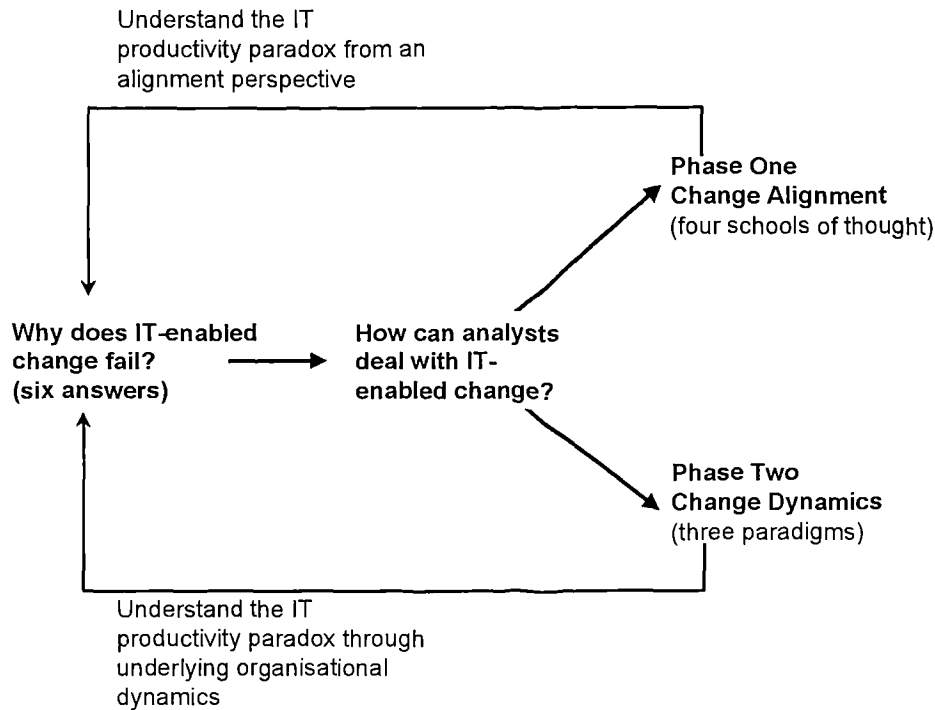 Understand the IT
productivity paradox from an
alignment perspective
Phase One
Change Alignment
(four schools of thought)
Why does IT-enabled
change fail?
(six answers)
How can analysts
deal with IT-
enabled change?
Phase Two
Change Dynamics
(three paradigms)
Understand the IT
productivity paradox through
underlying organisational
dynamics